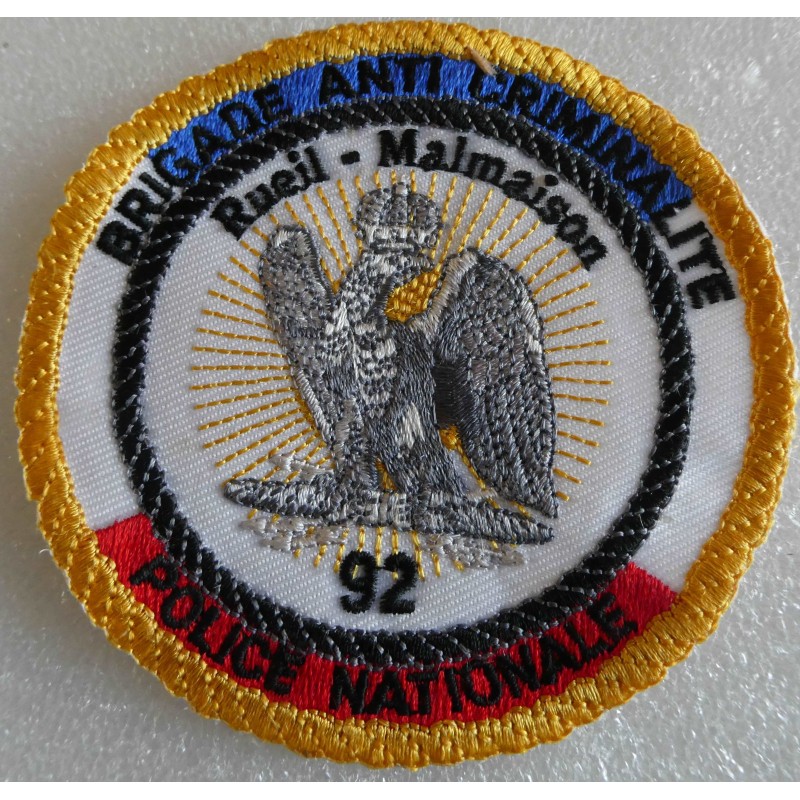 BRIGADE ANTI CRIMINALITE
Rueil - Malmaison
92
POLICE NATIONALE